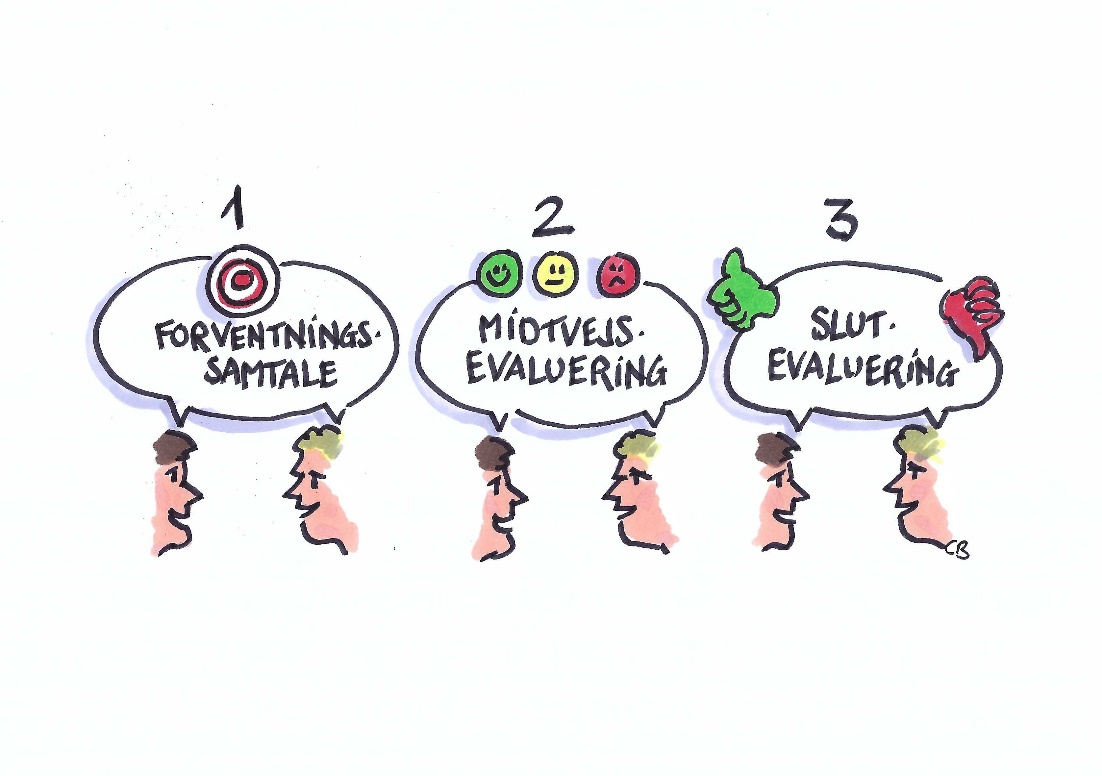 1
FORVENTNINGS-
SAMTALE
2
MIDTVEJS-
EVALUERING
3
SLUT-
EVALUERING
CB